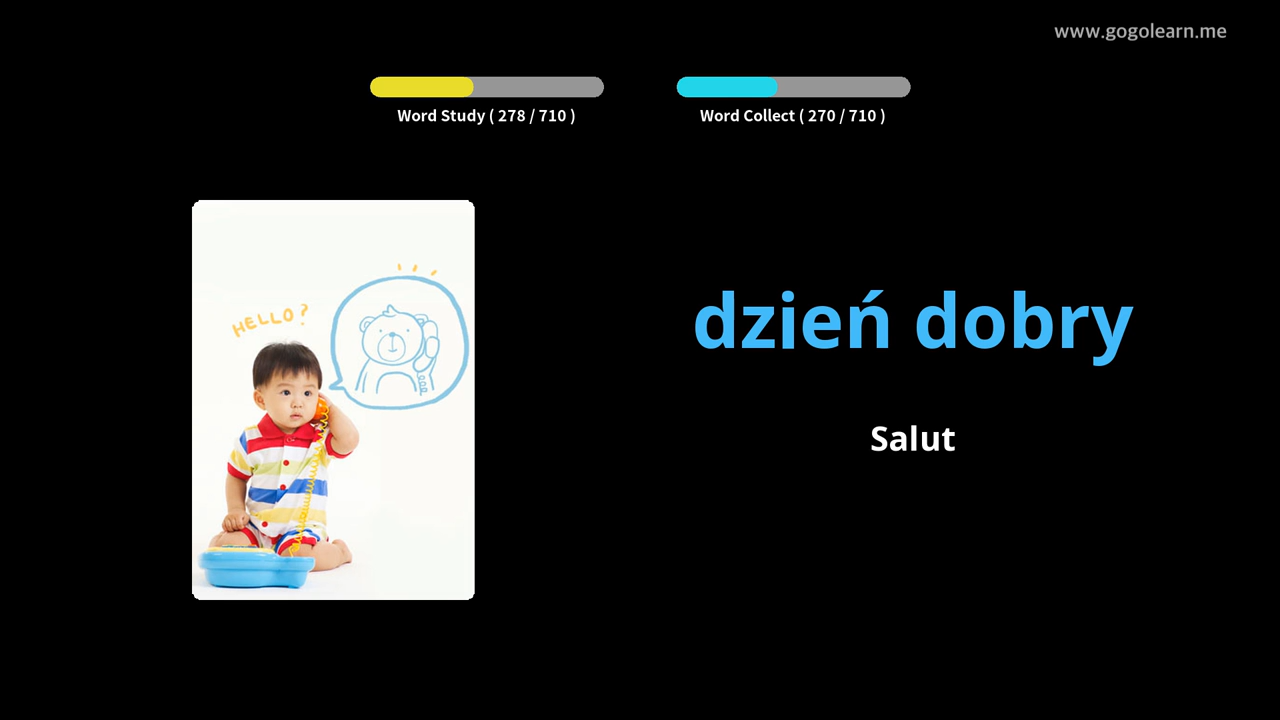 www.gogolearn.me
Word Study ( 278 / 710 )
Word Collect ( 270 / 710 )
HELLO?
dzień dobry
Salut